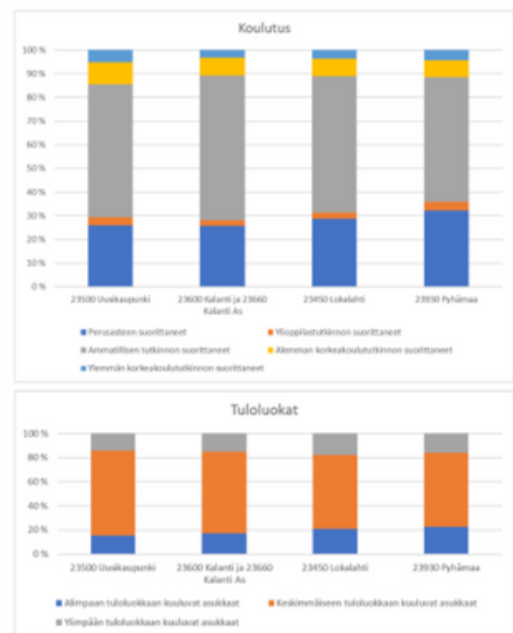 Koulutus
100 %
90 %
80 %
70 %
60 %
50 %
40 %
30 %
20 %
10 %
0 %
23500 Uusikaupunki
23600 Kalanti ja 23660
Kalanti As
23450 Lokalahti
23930 Pyhämaa
Perusasteen suorittaneet
Ylioppilastutkinnon suorittaneet
Ammatillisen tutkinnon suorittaneet
Alemman korkeakoulututkinnon suorittaneet
Ylemmän korkeakoulututkinnon suorittaneet
Tuloluokat
100 %
80 %
60 %
40 %
20 %
0 %
23500 Uusikaupunki
23600 Kalanti ja 23660
Kalanti As
23450 Lokalahti
23930 Pyhämaa
Alimpaan tuloluokkaan kuuluvat asukkaat
Keskimmäiseen tuloluokkaan kuuluvat asukkaat
Ylimpään tuloluokkaan kuuluvat asukkaat